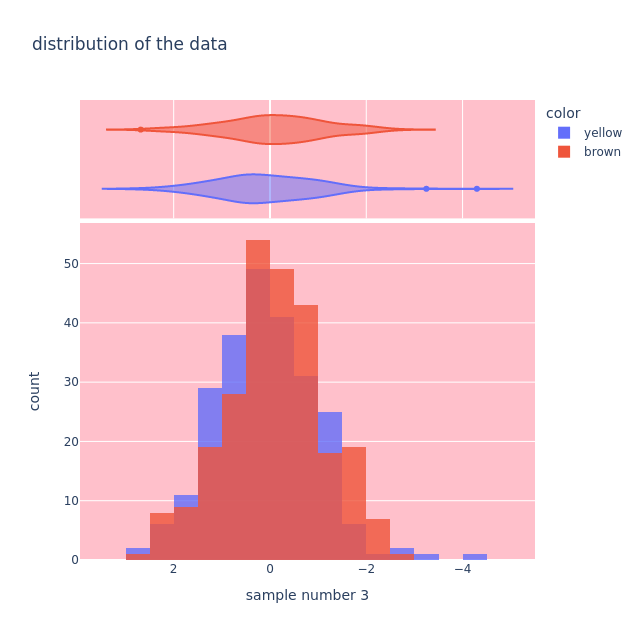 distribution of the data
color
yellow
brown
50
40
30
20
10
0
count
2
0
−2
−4
sample number 3